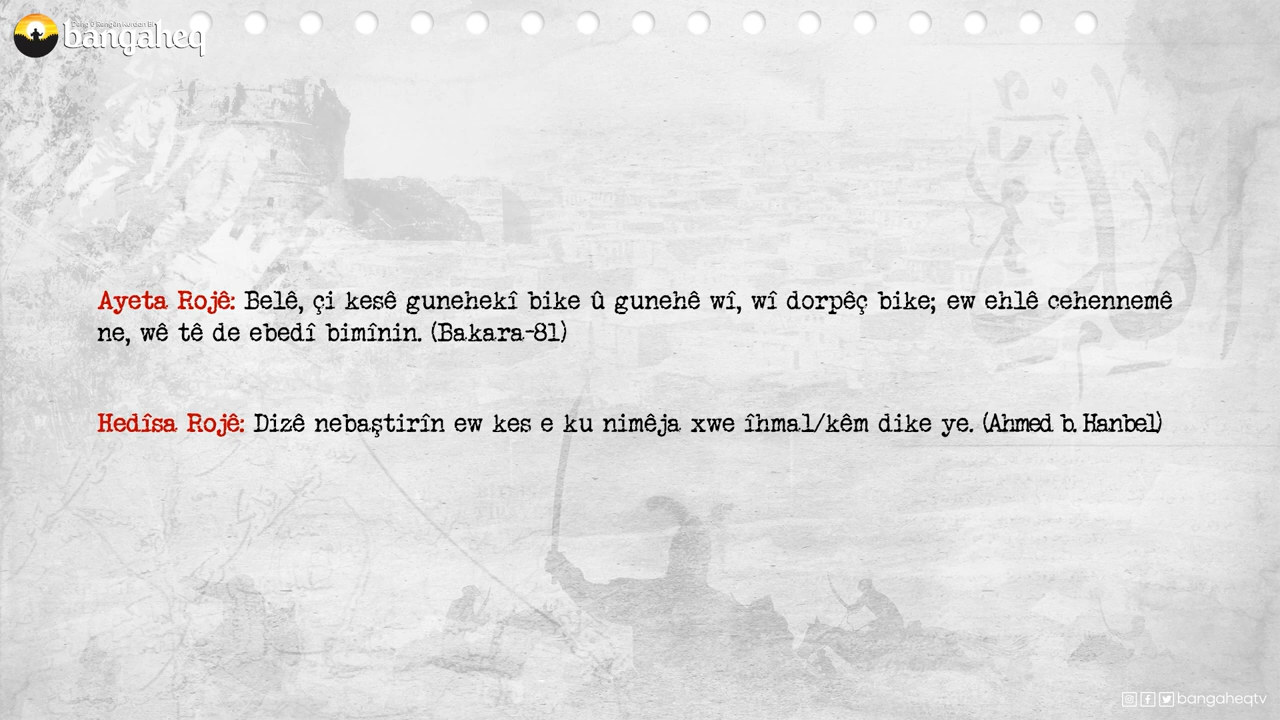 bangaheq
Ayeta Rojê: Belê, çi kesê gunehekî bike û gunehê wî, wî dorpêç bike; ew ehlê cehennemê
ne, wê tê de ebedî bimînin. (Bakara-81)
Hedîsa Rojê: Dizê nebaştirîn ew kes e ku nimêja xwe îhmal/kêm dike ye. (Ahmed b. Hanbel)
bangaheqtv